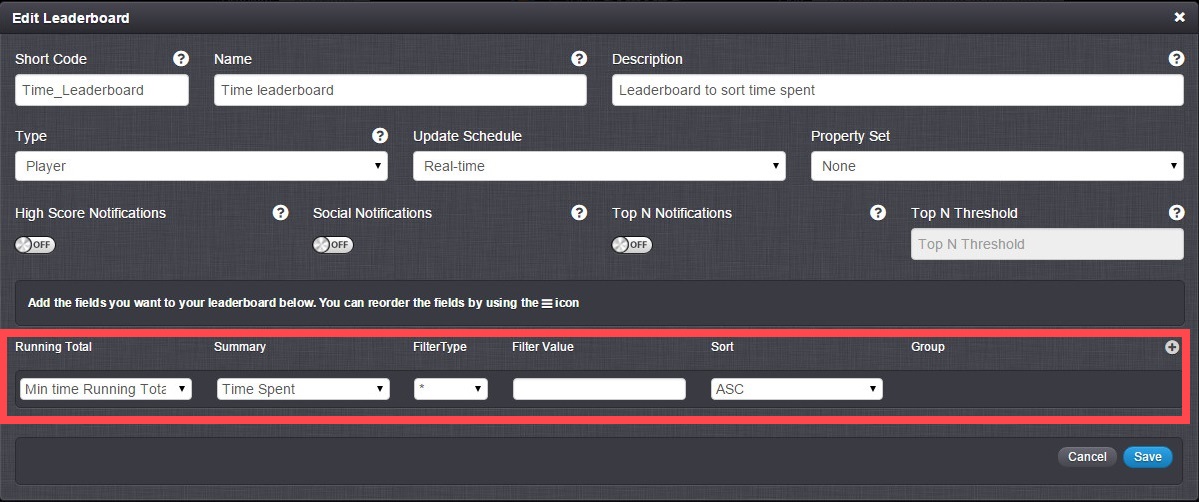 Edit Leaderboard
Short Code Name Description
Time_Leaderboard Time leaderboard Leaderboard to sort time spent
Type Update Schedule Property Set
Player Real-time None
High Score Notifications Social Notifications Top N Notifications Top N Threshold
OFF OFF OFF Top N Threshold
Add the fields you want to your leaderboard below. You can reorder the fields by using the icon
Running Total Summary FilterType Filter Value Sort Group
Min time Running Tota Time Spent * ASC
Cancel Save